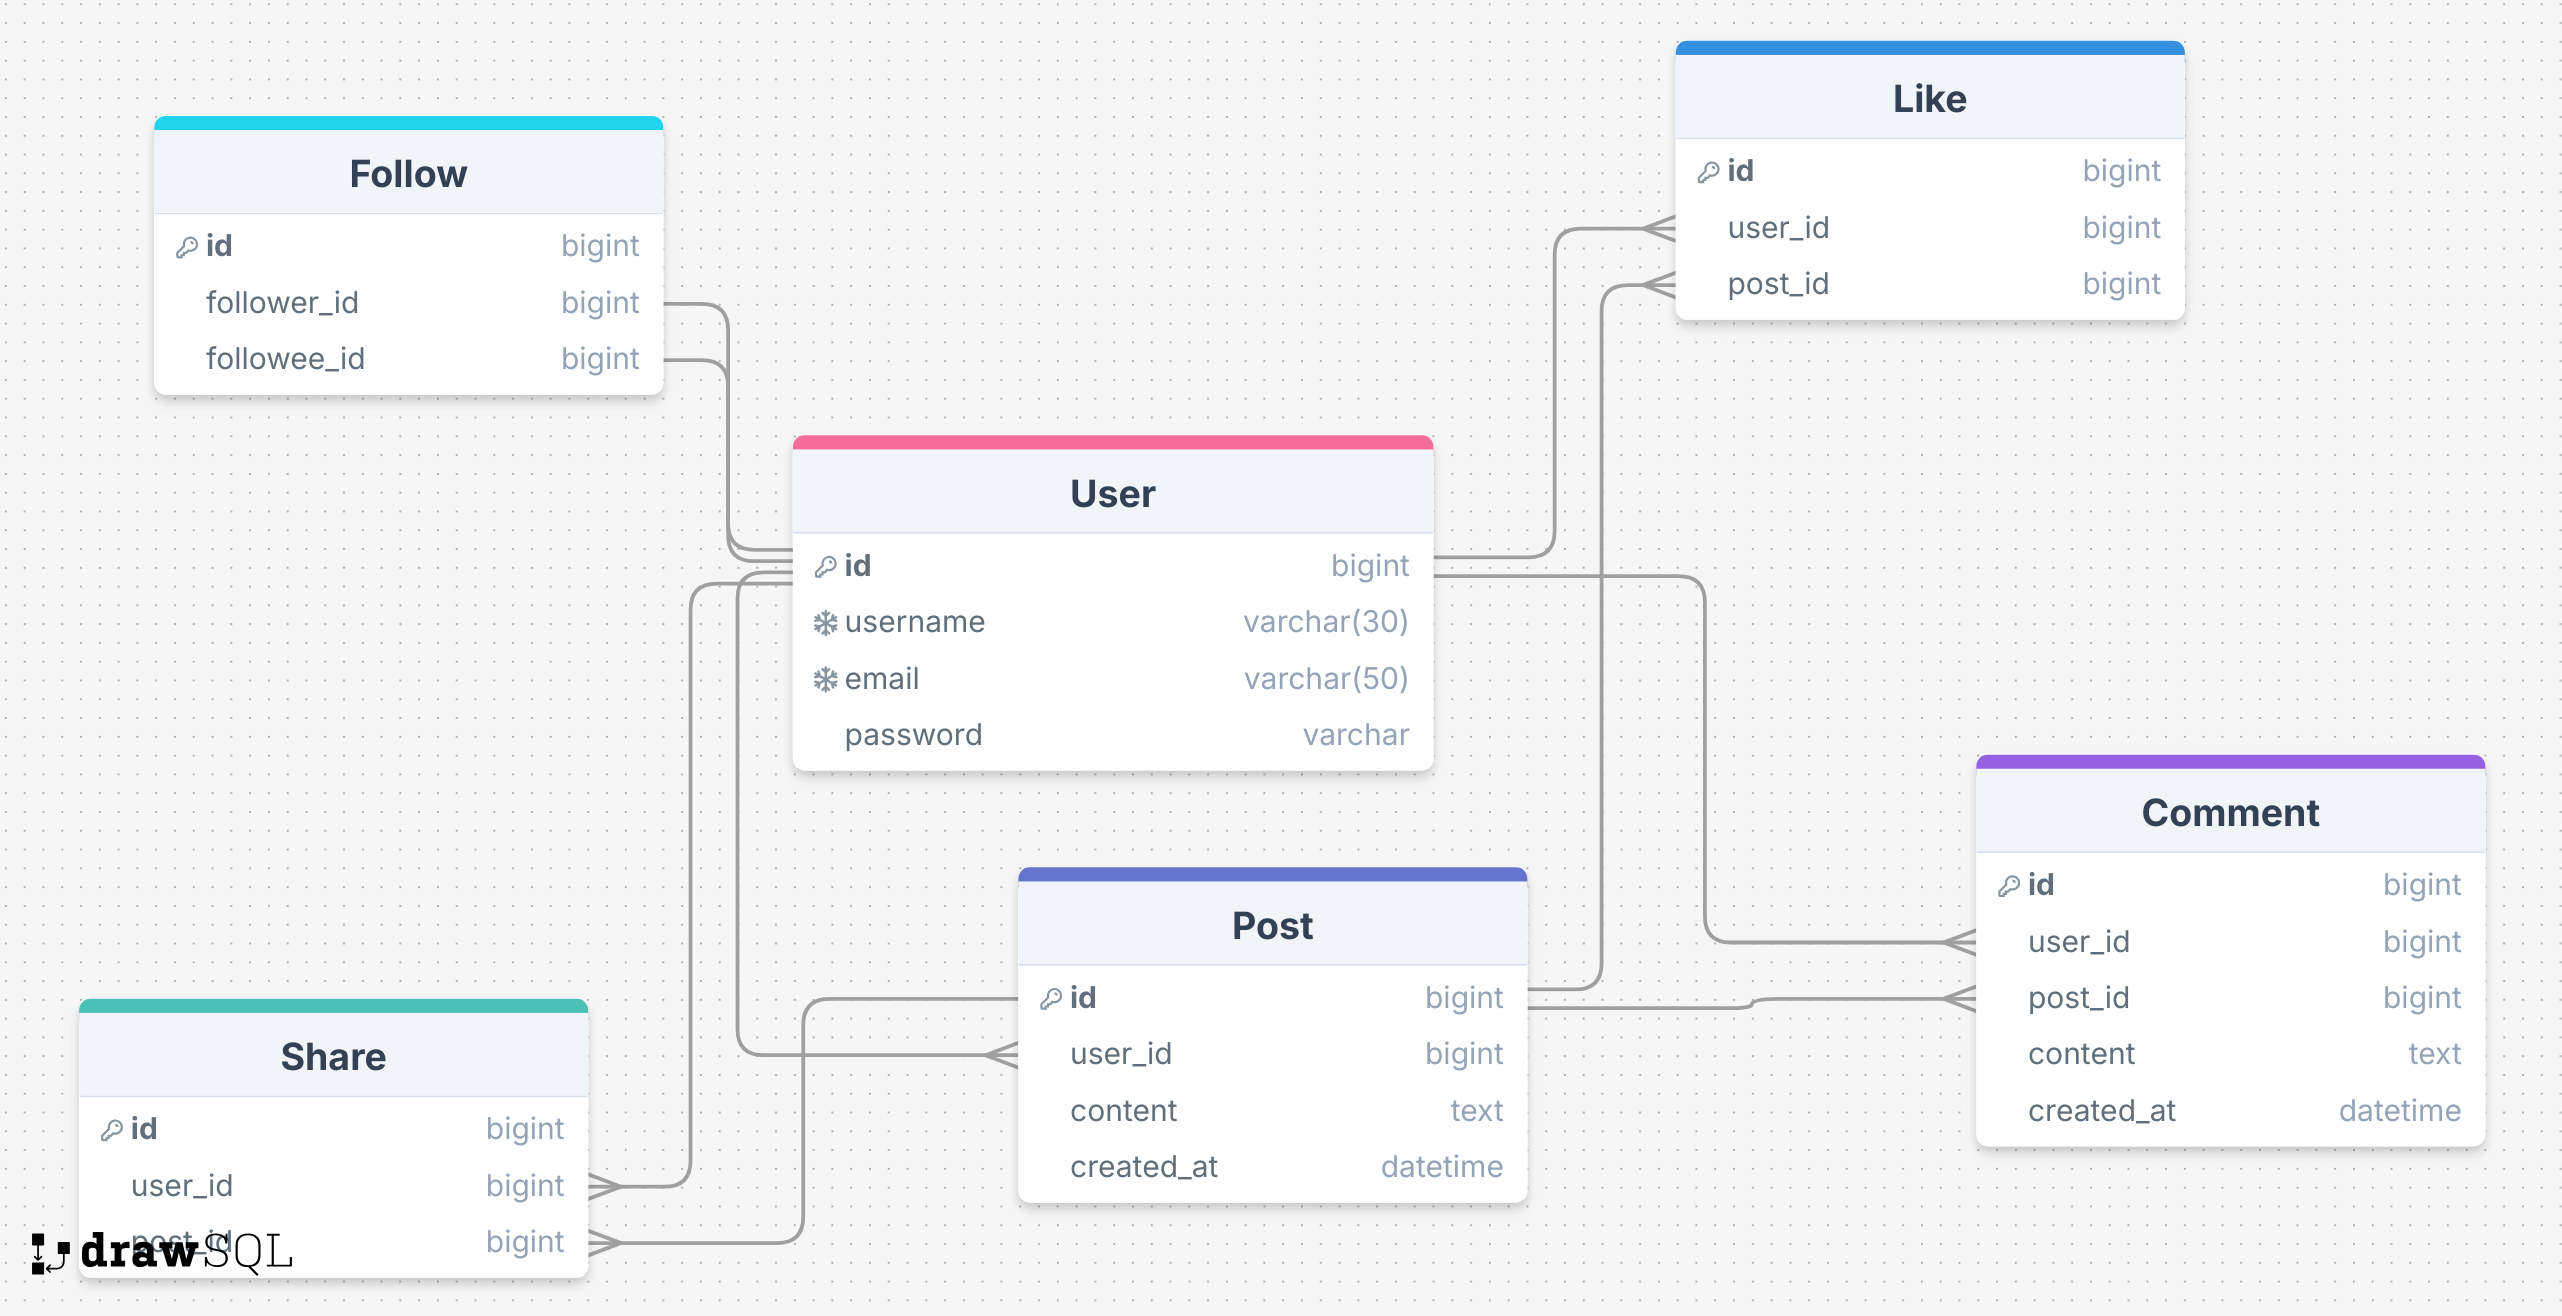 Follow
id bigint
follower_id bigint
followee_id bigint
Like
id bigint
user_id bigint
post_id bigint
User
id bigint
username varchar(30)
email varchar(50)
password varchar
Comment
id bigint
user_id bigint
post_id bigint
content text
created_at datetime
Post
id bigint
user_id bigint
content text
created_at datetime
Share
id bigint
user_id bigint
post_id bigint
drawSQL